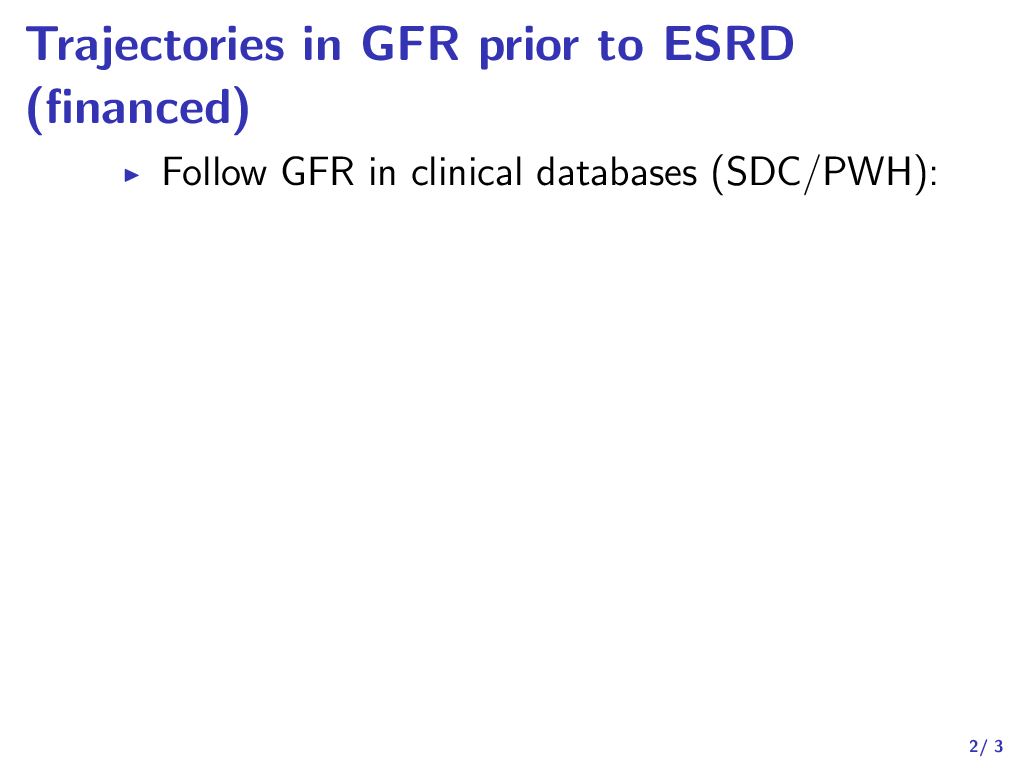 Trajectories in GFR prior to ESRD
(financed)
▶ Follow GFR in clinical databases (SDC/PWH):
2/ 3